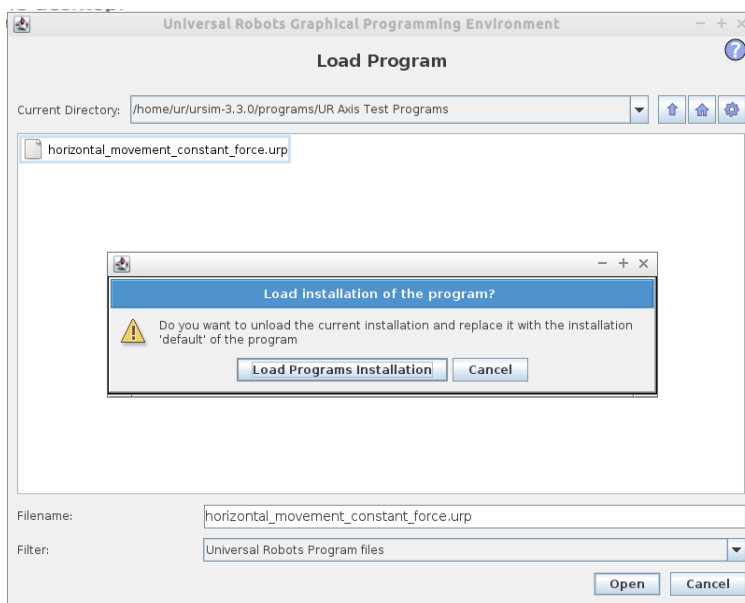 Universal Robots Graphical Programming Environment
Load Program
?
Current Directory: /home/ur/ursim-3.3.0/programs/UR Axis Test Programs
horizontal_movement_constant_force.urp
Load installation of the program?
Do you want to unload the current installation and replace it with the installation
'default' of the program
Load Programs Installation Cancel
Filename: horizontal_movement_constant_force.urp
Filter: Universal Robots Program files
Open Cancel